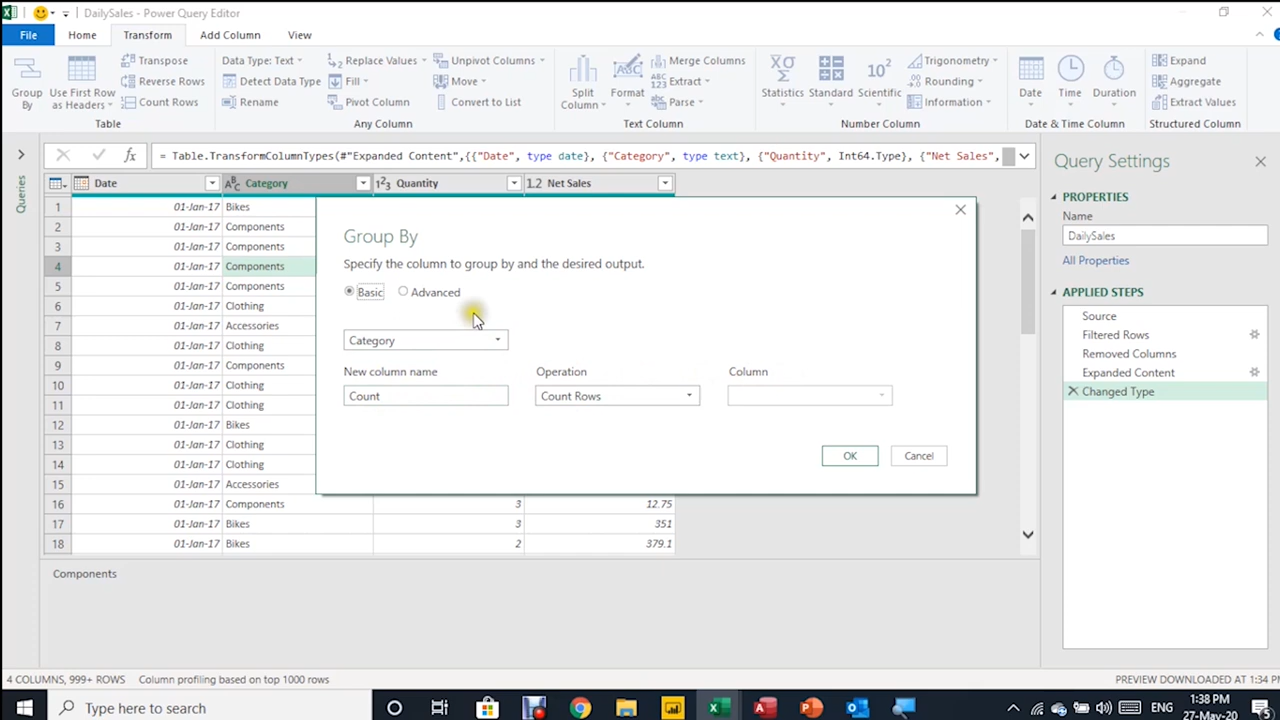 DailySales - Power Query Editor
File Home Transform Add Column View
Group By
Use First Row as Headers
Transpose
Reverse Rows
Count Rows
Table
Data Type: Text
Detect Data Type
Rename
Replace Values
Fill
Pivot Column
Unpivot Columns
Move
Convert to List
Any Column
Split Column
Format
Merge Columns
Extract
Parse
Text Column
Statistics
Standard
Scientific
Trigonometry
Rounding
Information
Number Column
Date
Time
Duration
Date & Time Column
Expand
Aggregate
Extract Values
Structured Column
= Table.TransformColumnTypes(#"Expanded Content",{{"Date", type date}, {"Category", type text}, {"Quantity", Int64.Type}, {"Net Sales",
Queries
Date Category Quantity Net Sales
1 01-Jan-17 Bikes
2 01-Jan-17 Components
3 01-Jan-17 Components
4 01-Jan-17 Components
5 01-Jan-17 Components
6 01-Jan-17 Clothing
7 01-Jan-17 Accessories
8 01-Jan-17 Clothing
9 01-Jan-17 Components
10 01-Jan-17 Clothing
11 01-Jan-17 Clothing
12 01-Jan-17 Bikes
13 01-Jan-17 Clothing
14 01-Jan-17 Clothing
15 01-Jan-17 Accessories
16 01-Jan-17 Components 3 12.75
17 01-Jan-17 Bikes 3 351
18 01-Jan-17 Bikes 2 379.1
Group By
Specify the column to group by and the desired output.
Basic Advanced
Category
New column name Operation Column
Count Count Rows
OK Cancel
Query Settings
PROPERTIES
Name
DailySales
All Properties
APPLIED STEPS
Source
Filtered Rows
Removed Columns
Expanded Content
Changed Type
Components
4 COLUMNS, 999+ ROWS Column profiling based on top 1000 rows
PREVIEW DOWNLOADED AT 1:34 P
Type here to search
ENG
1:38 PM
27-May-20